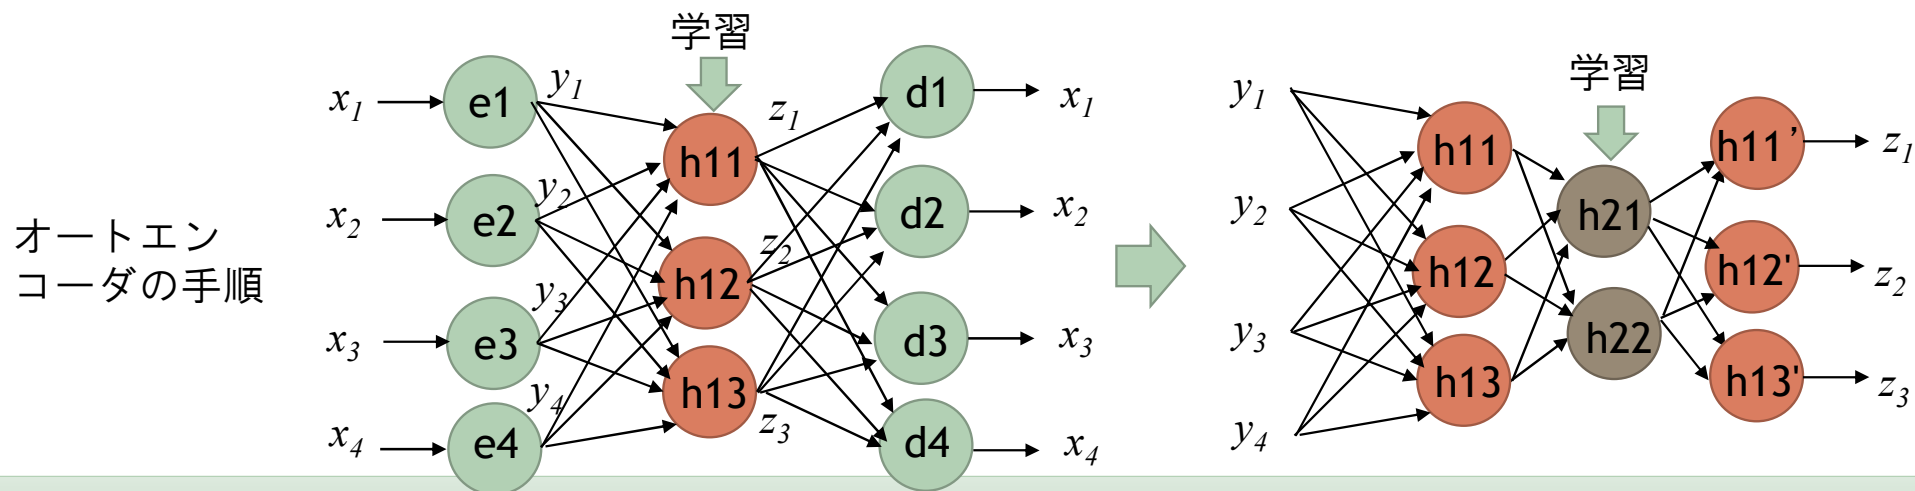 オートエン
コーダの手順
学習
x1
x2
x3
x4
e1
e2
e3
e4
y1
y2
y3
y4
h11
h12
h13
z1
z2
z3
d1
d2
d3
d4
x1
x2
x3
x4
学習
y1
y2
y3
y4
h11
h12
h13
h21
h22
h11’
h12'
h13'
z1
z2
z3